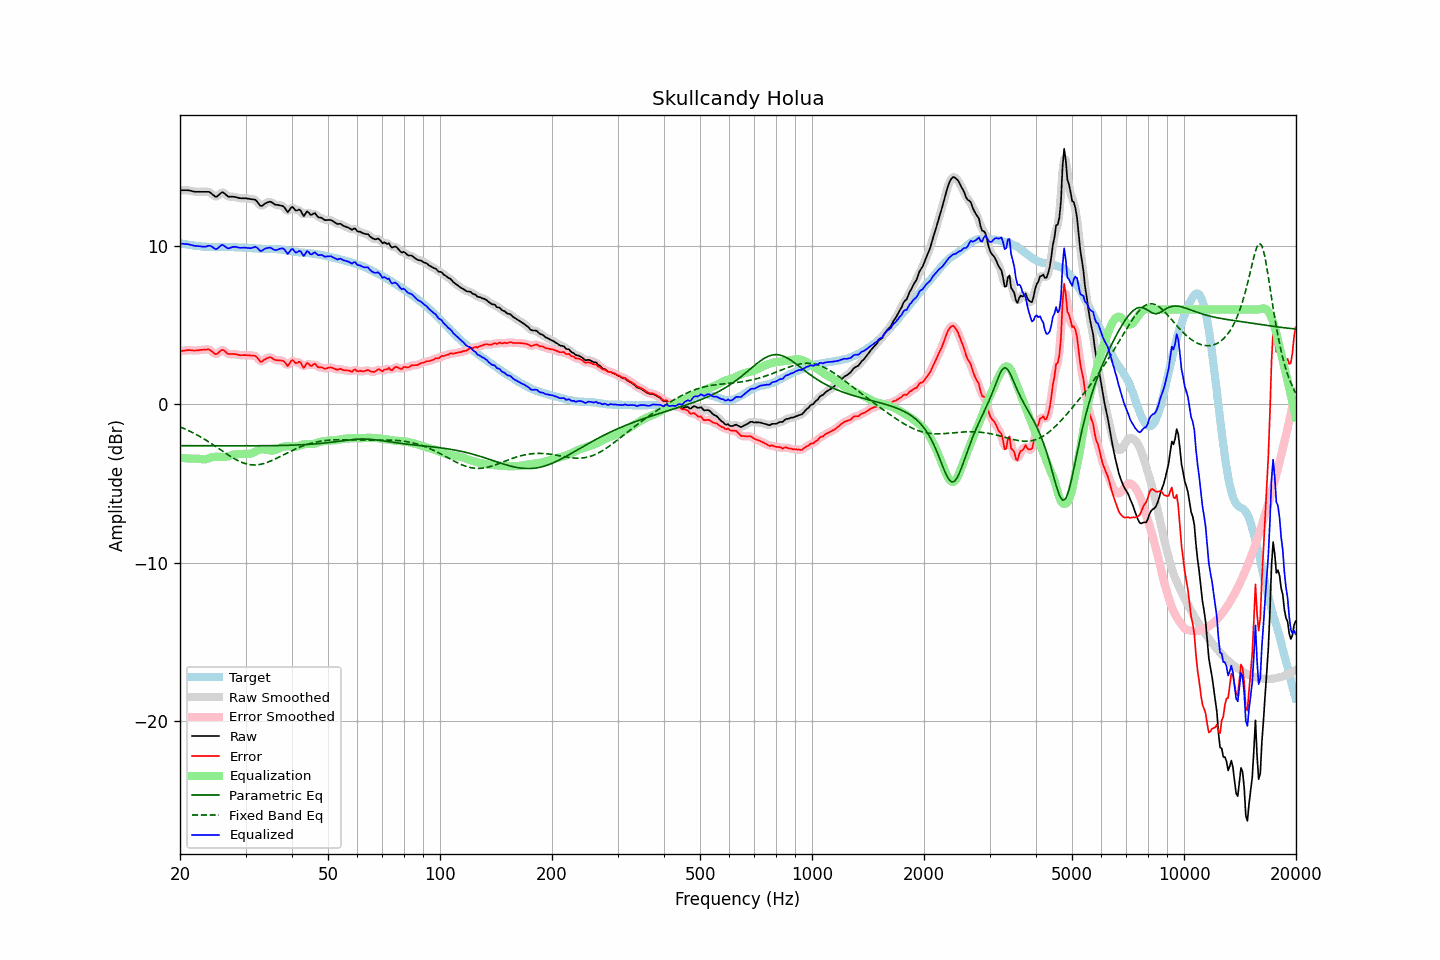 Skullcandy Holua
Amplitude (dBr)
10
0
−10
−20
Target
Raw Smoothed
Error Smoothed
Raw
Error
Equalization
Parametric Eq
Fixed Band Eq
Equalized
20 50 100 200 500 1000 2000 5000 10000 20000
Frequency (Hz)